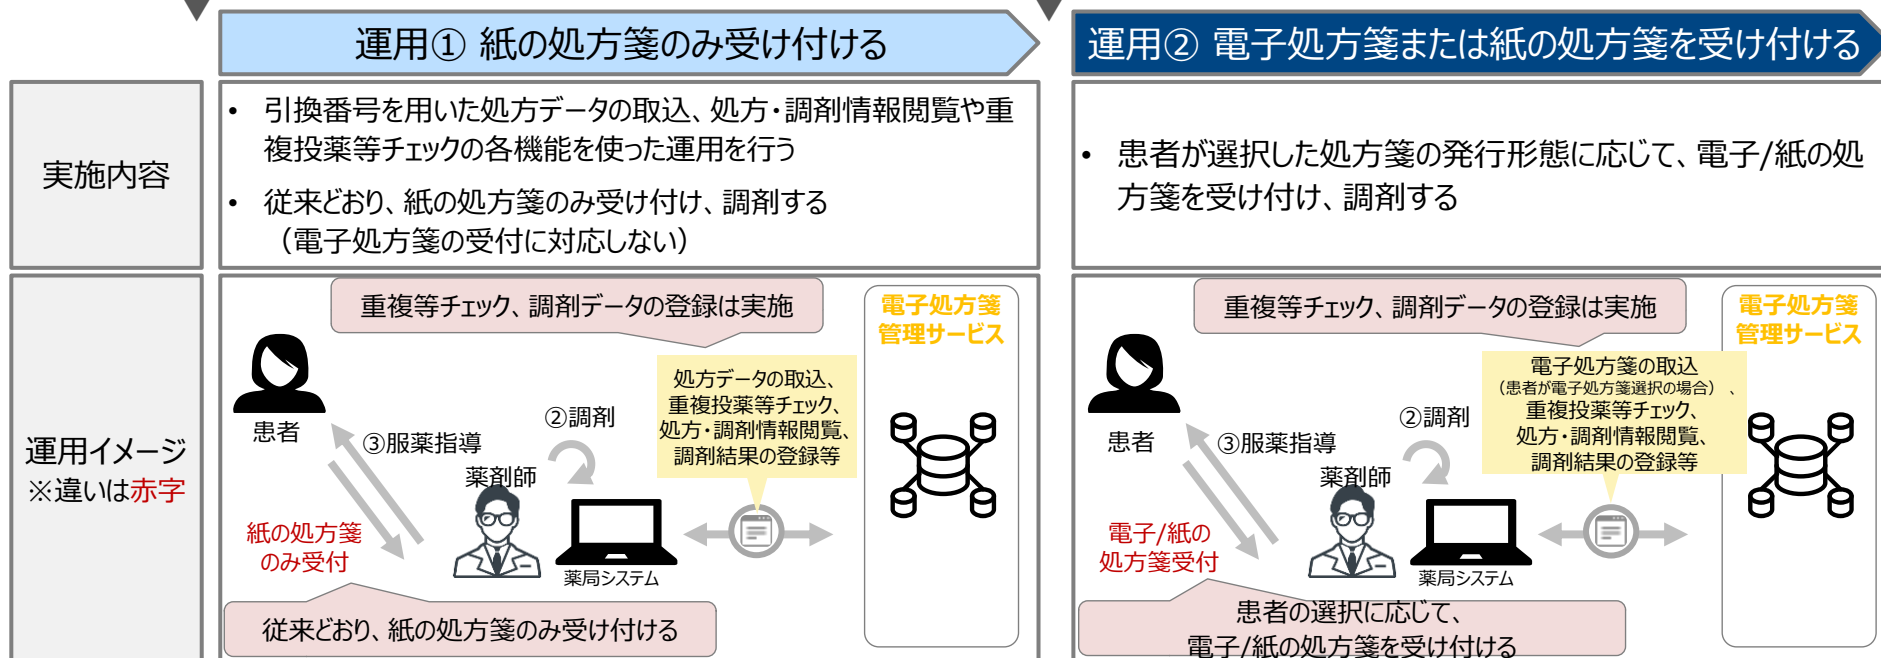 運用① 紙の処方箋のみ受け付ける
運用② 電子処方箋または紙の処方箋を受け付ける
実施内容
• 引換番号を用いた処方データの取込、処方・調剤情報閲覧や重
複投薬等チェックの各機能を使った運用を行う
• 従来どおり、紙の処方箋のみ受け付け、調剤する
（電子処方箋の受付に対応しない）
• 患者が選択した処方箋の発行形態に応じて、電子/紙の処
方箋を受け付け、調剤する
運用イメージ
※違いは赤字
重複等チェック、調剤データの登録は実施
電子処方箋
管理サービス
処方データの取込、
重複投薬等チェック、
処方・調剤情報閲覧、
調剤結果の登録等
患者
②調剤
③服薬指導
薬剤師
紙の処方箋
のみ受付
薬局システム
従来どおり、紙の処方箋のみ受け付ける
重複等チェック、調剤データの登録は実施
電子処方箋
管理サービス
電子処方箋の取込
（患者が電子処方箋選択の場合）、
重複投薬等チェック、
処方・調剤情報閲覧、
調剤結果の登録等
患者
②調剤
③服薬指導
薬剤師
電子/紙の
処方箋受付
薬局システム
患者の選択に応じて、
電子/紙の処方箋を受け付ける